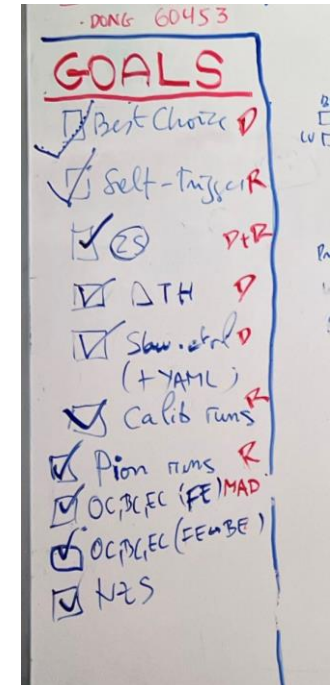 DONG 60453
GOALS
Best Choice D
Self-Trigger R
ZS D+R
ΔTH D
Slow.ctrl D
(+ YAML)
Calib runs R
Pion runs R
OC,BC,EC (FE) MAD
OC,BC,EC (FE↔BE)
NZS